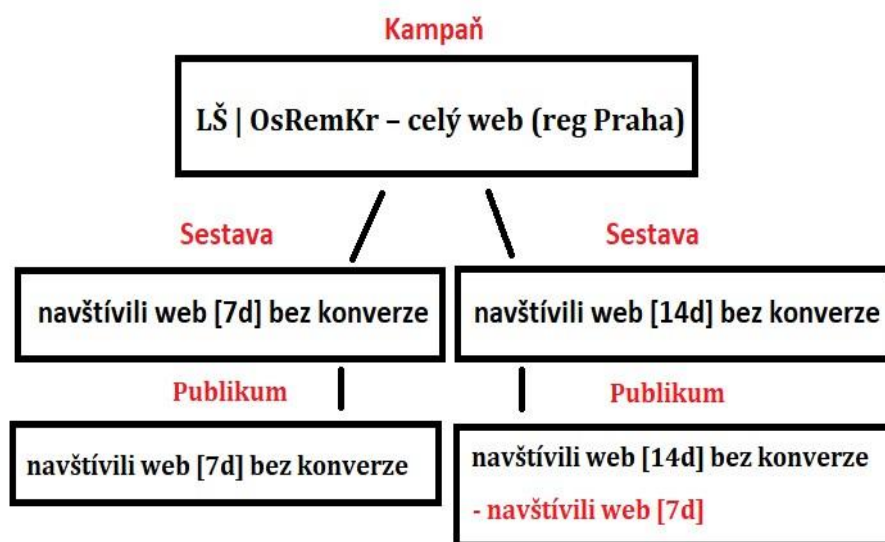 Kampaň
LŠ | OsRemKr – celý web (reg Praha)
Sestava
Sestava
navštívili web [7d] bez konverze
navštívili web [14d] bez konverze
Publikum
Publikum
navštívili web [7d] bez konverze
navštívili web [14d] bez konverze
- navštívili web [7d]